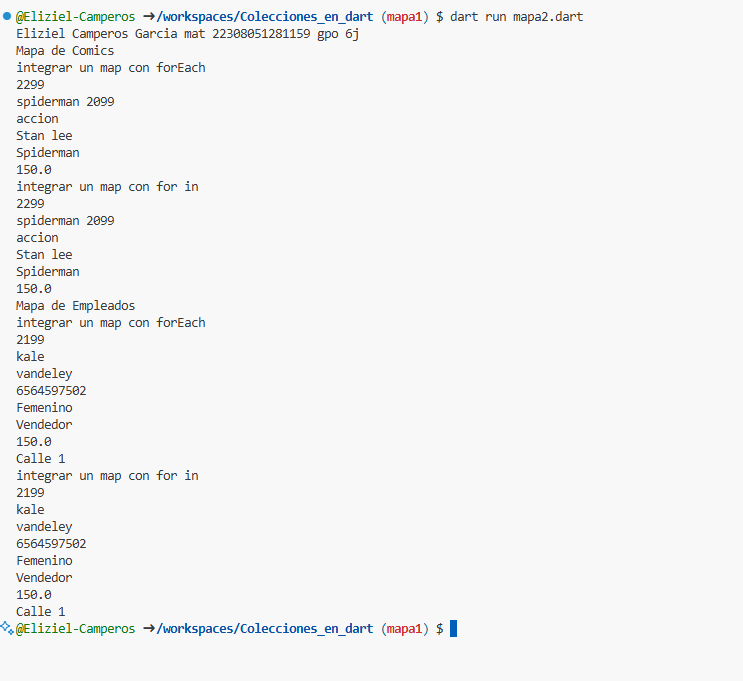 @Eliziel-Camperos → /workspaces/Colecciones_en_dart (mapa1) $ dart run mapa2.dart
Eliziel Camperos Garcia mat 22308051281159 gpo 6j
Mapa de Comics
integrar un map con forEach
2299
spiderman 2099
accion
Stan lee
Spiderman
150.0
integrar un map con for in
2299
spiderman 2099
accion
Stan lee
Spiderman
150.0
Mapa de Empleados
integrar un map con forEach
2199
kale
vandeley
6564597502
Femenino
Vendedor
150.0
Calle 1
integrar un map con for in
2199
kale
vandeley
6564597502
Femenino
Vendedor
150.0
Calle 1
@Eliziel-Camperos → /workspaces/Colecciones_en_dart (mapa1) $